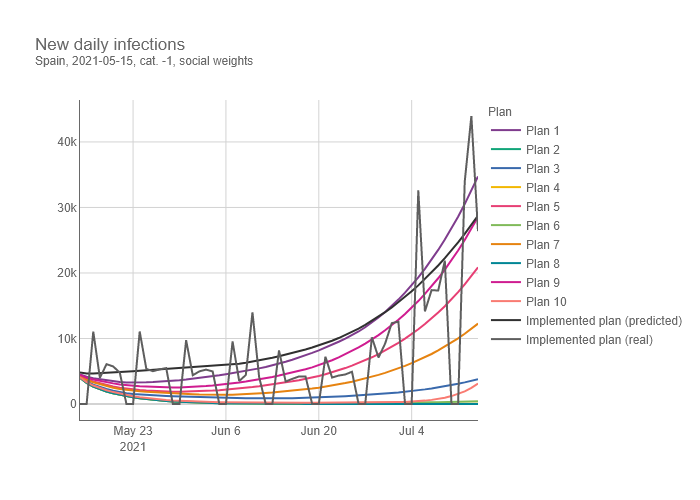 New daily infections
Spain, 2021-05-15, cat. -1, social weights
Plan
Plan 1
Plan 2
Plan 3
Plan 4
Plan 5
Plan 6
Plan 7
Plan 8
Plan 9
Plan 10
Implemented plan (predicted)
Implemented plan (real)
40k
30k
20k
10k
0
May 23 Jun 6 Jun 20 Jul 4
2021